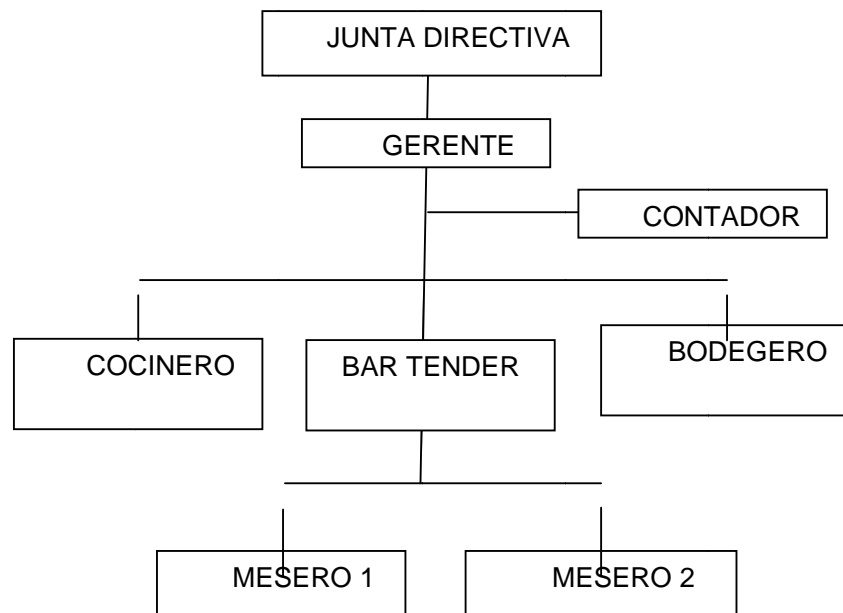 JUNTA DIRECTIVA
GERENTE
CONTADOR
COCINERO
BAR TENDER
BODEGERO
MESERO 1
MESERO 2